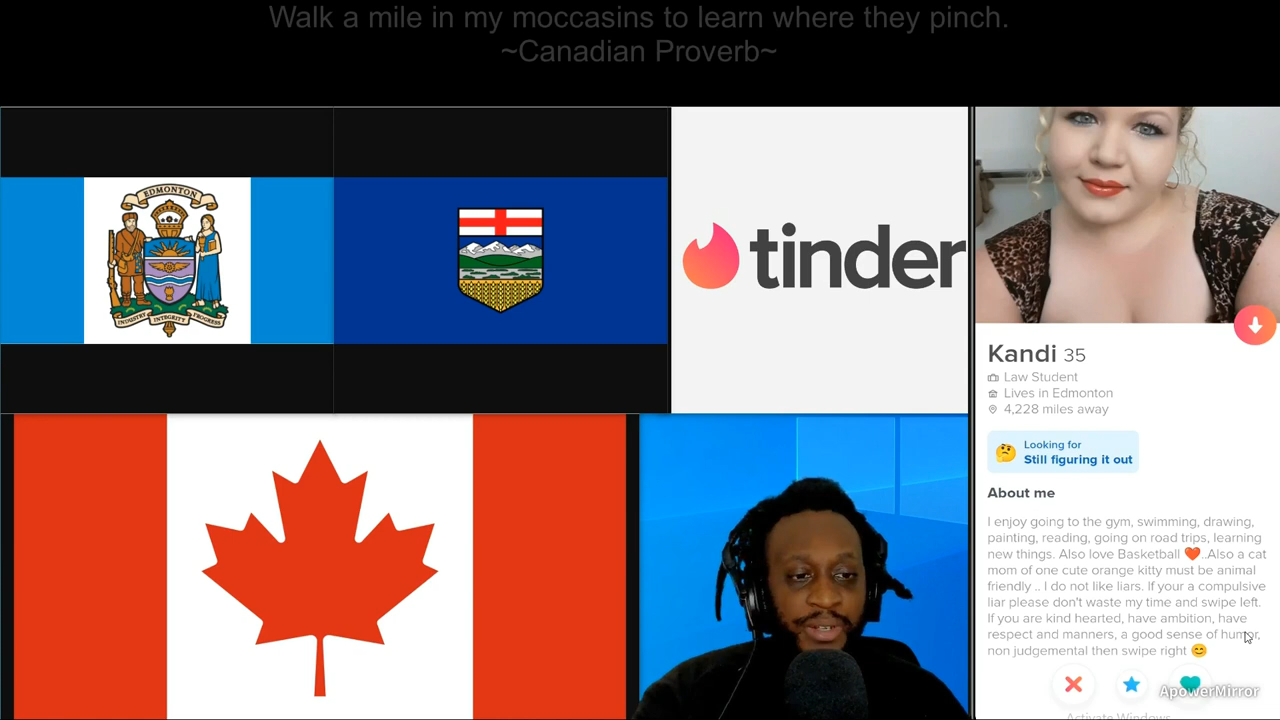 Walk a mile in my moccasins to learn where they pinch.
~Canadian Proverb~
EDMONTON
INDUSTRY INTEGRITY PROGRESS
tinder
Kandi 35
Law Student
Lives in Edmonton
4,228 miles away
Looking for
Still figuring it out
About me
I enjoy going to the gym, swimming, drawing,
painting, reading, going on road trips, learning
new things. Also love Basketball ❤️..Also a cat
mom of one cute orange kitty must be animal
friendly .. I do not like liars. If your a compulsive
liar please don't waste my time and swipe left.
If you are kind hearted, have ambition, have
respect and manners, a good sense of humor,
non judgemental then swipe right 😊
ApowerMirror
Activate Windows